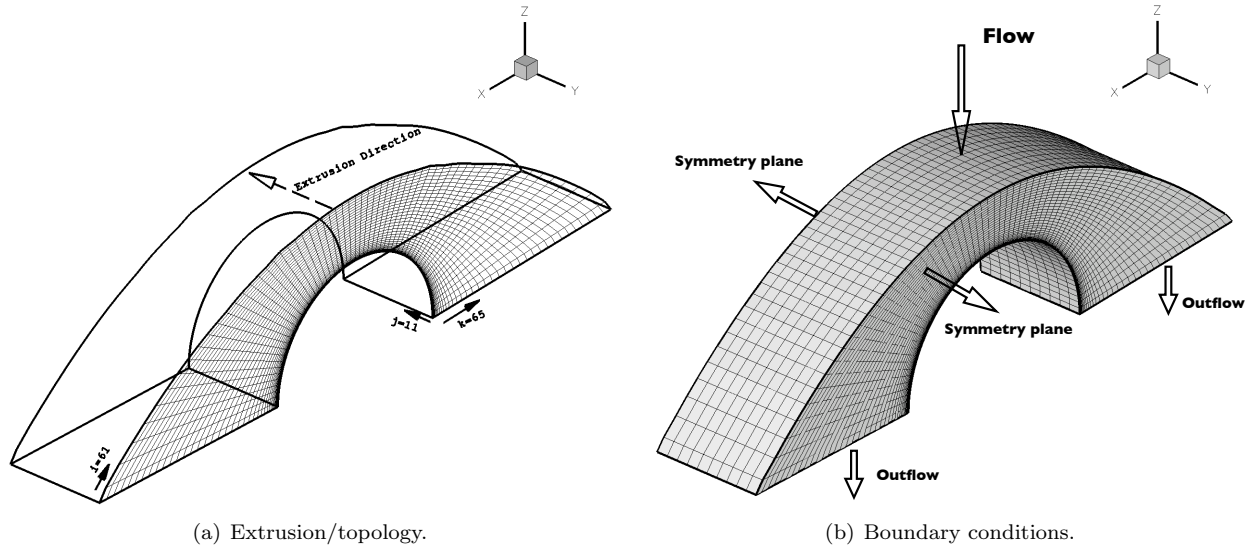 Z
X
Y
Extrusion Direction
j=11
k=65
i=61
(a) Extrusion/topology.
Z
X
Y
Flow
Symmetry plane
Symmetry plane
Outflow
Outflow
(b) Boundary conditions.